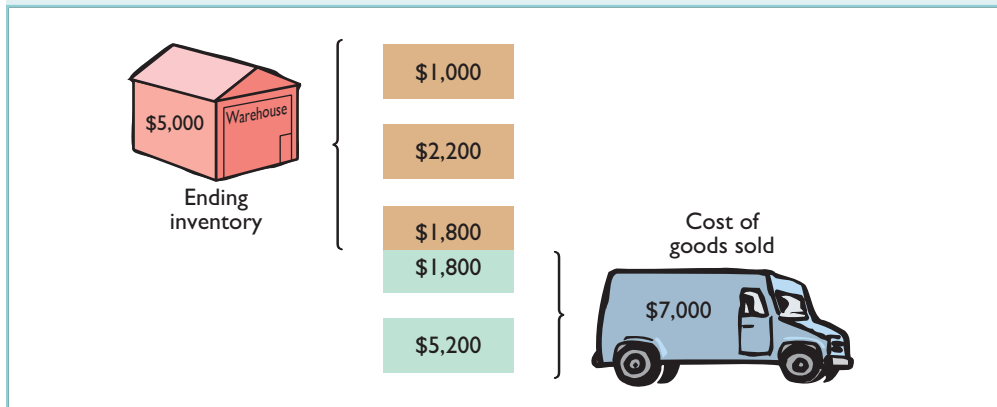 $5,000
Warehouse
Ending
inventory
$1,000
$2,200
$1,800
$1,800
$5,200
Cost of
goods sold
$7,000